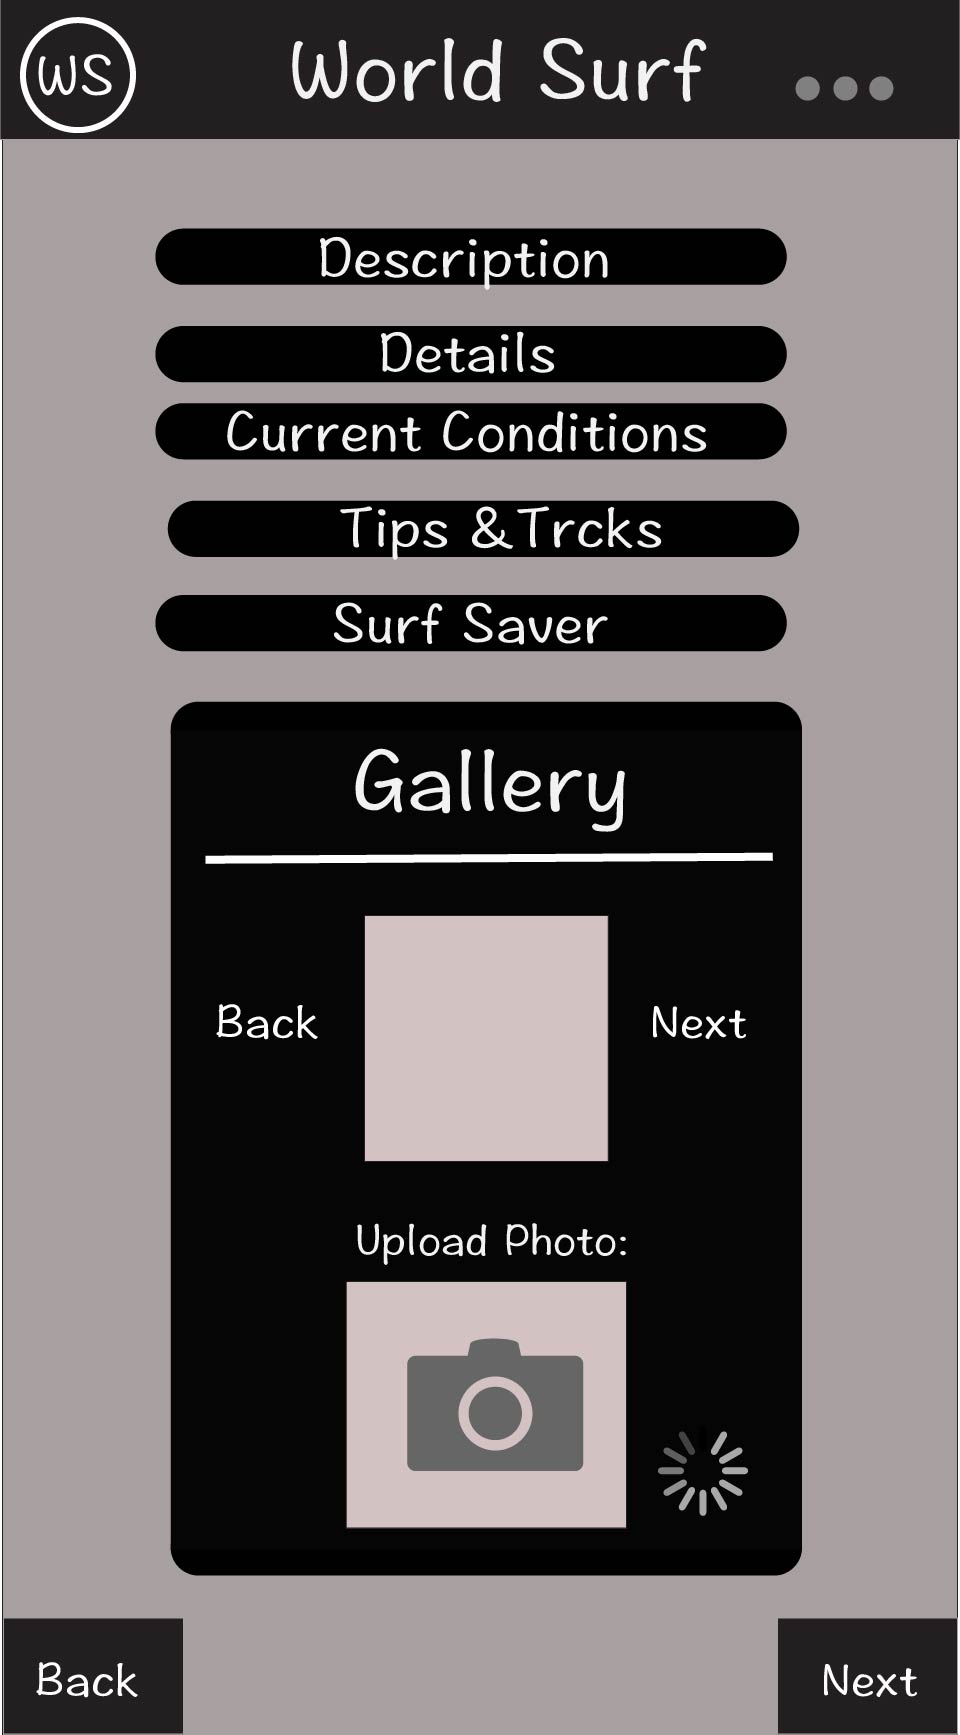 WS
World Surf
Description
Details
Current Conditions
Tips &Trcks
Surf Saver
Gallery
Back
Next
Upload Photo:
Back
Next